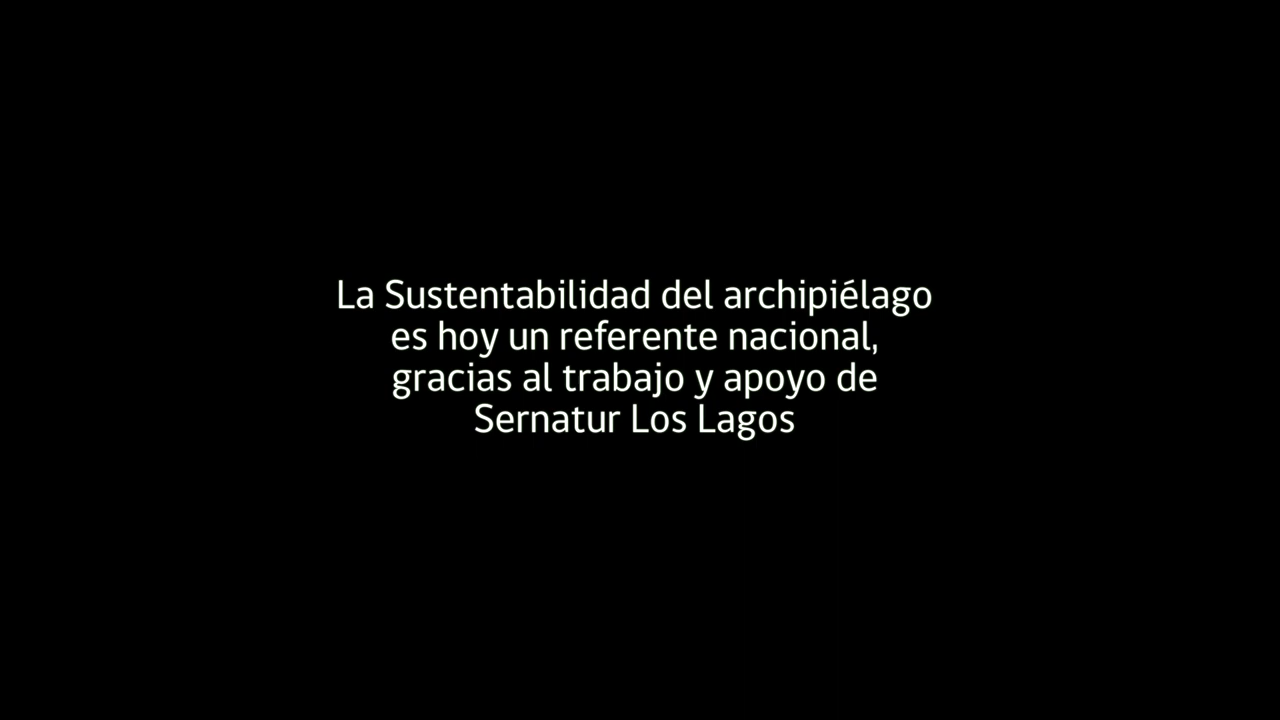 La Sustentabilidad del archipiélago
es hoy un referente nacional,
gracias al trabajo y apoyo de
Sernatur Los Lagos